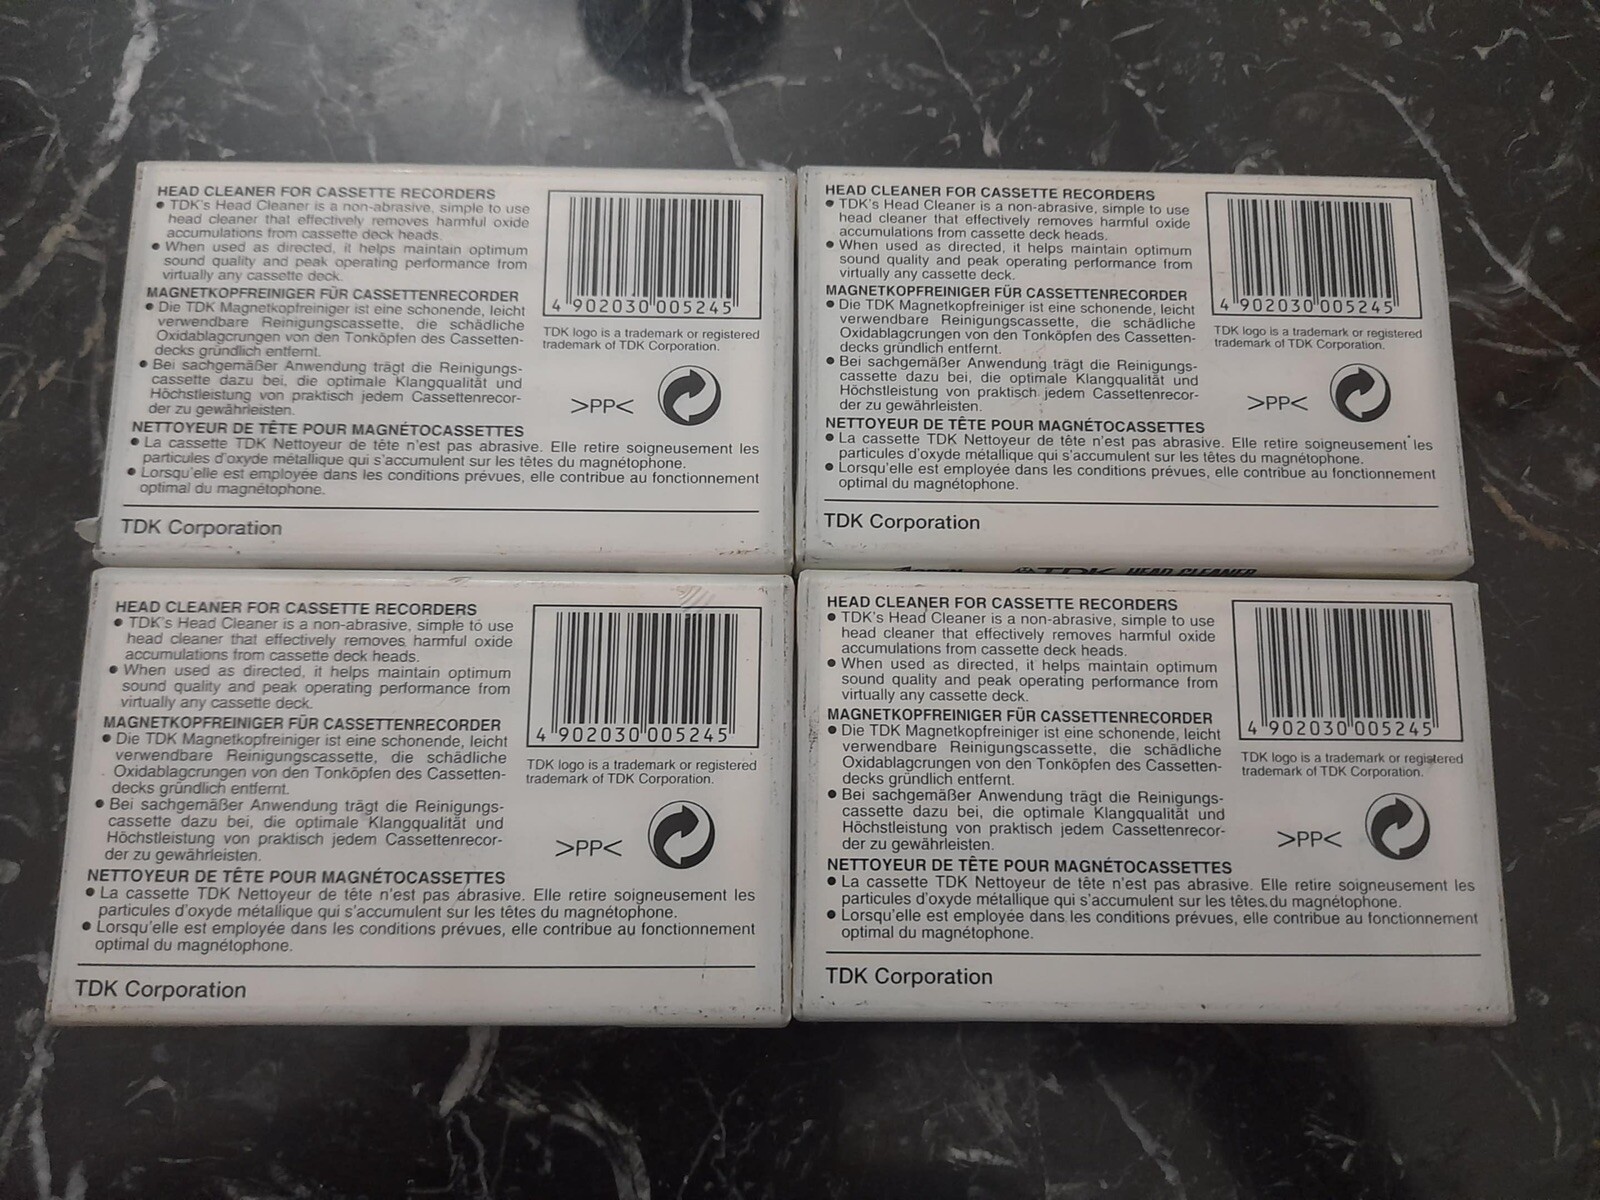 HEAD CLEANER FOR CASSETTE RECORDERS
• TDK's Head Cleaner is a non-abrasive, simple to use
head cleaner that effectively removes harmful oxide
accumulations from cassette deck heads.
• When used as directed, it helps maintain optimum
sound quality and peak operating performance from
virtually any cassette deck.
MAGNETKOPFREINIGER FÜR CASSETTENRECORDER
• Die TDK Magnetkopfreiniger ist eine schonende, leicht
verwendbare Reinigungscassette, die schädliche
Oxidablagcrungen von den Tonköpfen des Cassetten-
decks gründlich entfernt.
• Bei sachgemäßer Anwendung trägt die Reinigungs-
cassette dazu bei, die optimale Klangqualität und
Höchstleistung von praktisch jedem Cassettenrecor-
der zu gewährleisten.
NETTOYEUR DE TÊTE POUR MAGNÉTOCASSETTES
• La cassette TDK Nettoyeur de tête n'est pas abrasive. Elle retire soigneusement les
particules d'oxyde métallique qui s'accumulent sur les têtes du magnétophone.
• Lorsqu'elle est employée dans les conditions prévues, elle contribue au fonctionnement
optimal du magnétophone.
4 902030 005245
TDK logo is a trademark or registered
trademark of TDK Corporation.
>PP<
TDK Corporation
HEAD CLEANER FOR CASSETTE RECORDERS
• TDK's Head Cleaner is a non-abrasive, simple to use
head cleaner that effectively removes harmful oxide
accumulations from cassette deck heads.
• When used as directed, it helps maintain optimum
sound quality and peak operating performance from
virtually any cassette deck.
MAGNETKOPFREINIGER FÜR CASSETTENRECORDER
• Die TDK Magnetkopfreiniger ist eine schonende, leicht
verwendbare Reinigungscassette, die schädliche
Oxidablagcrungen von den Tonköpfen des Cassetten-
decks gründlich entfernt.
• Bei sachgemäßer Anwendung trägt die Reinigungs-
cassette dazu bei, die optimale Klangqualität und
Höchstleistung von praktisch jedem Cassettenrecor-
der zu gewährleisten.
NETTOYEUR DE TÊTE POUR MAGNÉTOCASSETTES
• La cassette TDK Nettoyeur de tête n'est pas abrasive. Elle retire soigneusement les
particules d'oxyde métallique qui s'accumulent sur les têtes du magnétophone.
• Lorsqu'elle est employée dans les conditions prévues, elle contribue au fonctionnement
optimal du magnétophone.
4 902030 005245
TDK logo is a trademark or registered
trademark of TDK Corporation.
>PP<
TDK Corporation
TDK HEAD CLEANER
HEAD CLEANER FOR CASSETTE RECORDERS
• TDK's Head Cleaner is a non-abrasive, simple to use
head cleaner that effectively removes harmful oxide
accumulations from cassette deck heads.
• When used as directed, it helps maintain optimum
sound quality and peak operating performance from
virtually any cassette deck.
MAGNETKOPFREINIGER FÜR CASSETTENRECORDER
• Die TDK Magnetkopfreiniger ist eine schonende, leicht
verwendbare Reinigungscassette, die schädliche
Oxidablagcrungen von den Tonköpfen des Cassetten-
decks gründlich entfernt.
• Bei sachgemäßer Anwendung trägt die Reinigungs-
cassette dazu bei, die optimale Klangqualität und
Höchstleistung von praktisch jedem Cassettenrecor-
der zu gewährleisten.
NETTOYEUR DE TÊTE POUR MAGNÉTOCASSETTES
• La cassette TDK Nettoyeur de tête n'est pas abrasive. Elle retire soigneusement les
particules d'oxyde métallique qui s'accumulent sur les têtes du magnétophone.
• Lorsqu'elle est employée dans les conditions prévues, elle contribue au fonctionnement
optimal du magnétophone.
4 902030 005245
TDK logo is a trademark or registered
trademark of TDK Corporation.
>PP<
TDK Corporation
HEAD CLEANER FOR CASSETTE RECORDERS
• TDK's Head Cleaner is a non-abrasive, simple to use
head cleaner that effectively removes harmful oxide
accumulations from cassette deck heads.
• When used as directed, it helps maintain optimum
sound quality and peak operating performance from
virtually any cassette deck.
MAGNETKOPFREINIGER FÜR CASSETTENRECORDER
• Die TDK Magnetkopfreiniger ist eine schonende, leicht
verwendbare Reinigungscassette, die schädliche
Oxidablagcrungen von den Tonköpfen des Cassetten-
decks gründlich entfernt.
• Bei sachgemäßer Anwendung trägt die Reinigungs-
cassette dazu bei, die optimale Klangqualität und
Höchstleistung von praktisch jedem Cassettenrecor-
der zu gewährleisten.
NETTOYEUR DE TÊTE POUR MAGNÉTOCASSETTES
• La cassette TDK Nettoyeur de tête n'est pas abrasive. Elle retire soigneusement les
particules d'oxyde métallique qui s'accumulent sur les têtes du magnétophone.
• Lorsqu'elle est employée dans les conditions prévues, elle contribue au fonctionnement
optimal du magnétophone.
4 902030 005245
TDK logo is a trademark or registered
trademark of TDK Corporation.
>PP<
TDK Corporation